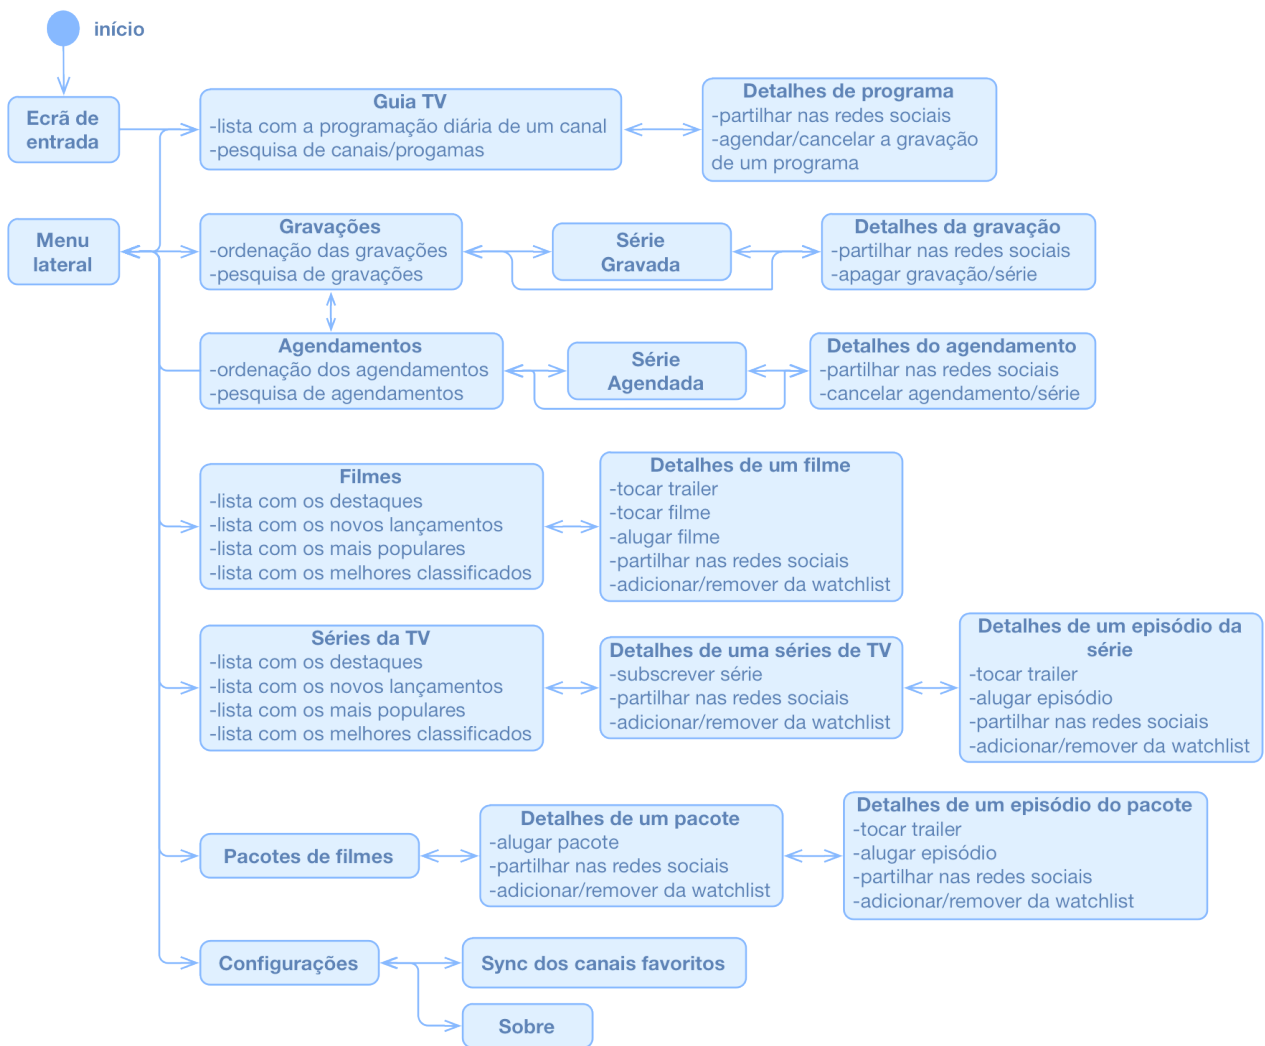 início
Ecrã de
entrada
Guia TV
-lista com a programação diária de um canal
-pesquisa de canais/progamas
Detalhes de programa
-partilhar nas redes sociais
-agendar/cancelar a gravação
de um programa
Menu
lateral
Gravações
-ordenação das gravações
-pesquisa de gravações
Série
Gravada
Detalhes da gravação
-partilhar nas redes sociais
-apagar gravação/série
Agendamentos
-ordenação dos agendamentos
-pesquisa de agendamentos
Série
Agendada
Detalhes do agendamento
-partilhar nas redes sociais
-cancelar agendamento/série
Filmes
-lista com os destaques
-lista com os novos lançamentos
-lista com os mais populares
-lista com os melhores classificados
Detalhes de um filme
-tocar trailer
-tocar filme
-alugar filme
-partilhar nas redes sociais
-adicionar/remover da watchlist
Séries da TV
-lista com os destaques
-lista com os novos lançamentos
-lista com os mais populares
-lista com os melhores classificados
Detalhes de uma séries de TV
-subscrever série
-partilhar nas redes sociais
-adicionar/remover da watchlist
Detalhes de um episódio da
série
-tocar trailer
-alugar episódio
-partilhar nas redes sociais
-adicionar/remover da watchlist
Pacotes de filmes
Detalhes de um pacote
-alugar pacote
-partilhar nas redes sociais
-adicionar/remover da watchlist
Detalhes de um episódio do pacote
-tocar trailer
-alugar episódio
-partilhar nas redes sociais
-adicionar/remover da watchlist
Configurações
Sync dos canais favoritos
Sobre